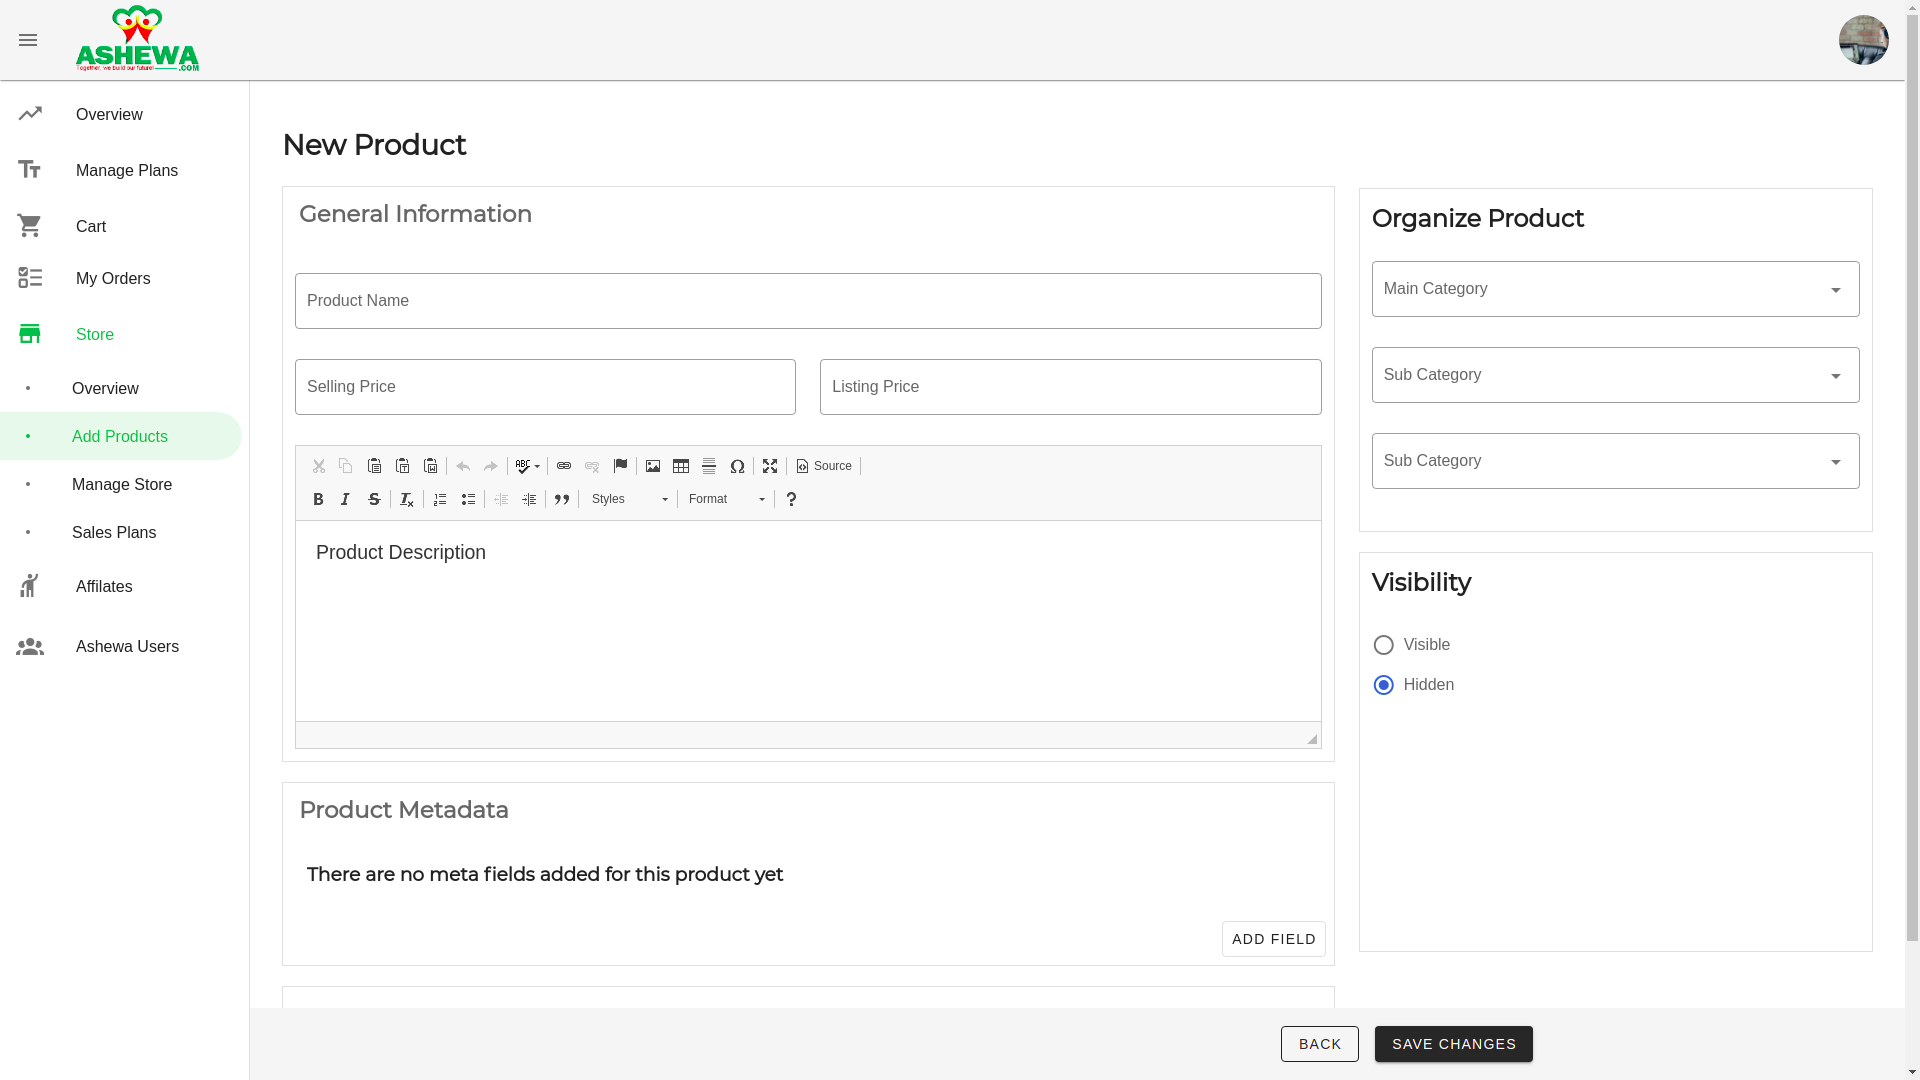 ASHEWA
Together, we build our future!
.COM
Overview
Manage Plans
Cart
My Orders
Store
Overview
Add Products
Manage Store
Sales Plans
Affilates
Ashewa Users
New Product
General Information
Product Name
Selling Price
Listing Price
ABC
Source
B I S
Styles
Format
?
Product Description
Product Metadata
There are no meta fields added for this product yet
ADD FIELD
Organize Product
Main Category
Sub Category
Sub Category
Visibility
Visible
Hidden
BACK
SAVE CHANGES